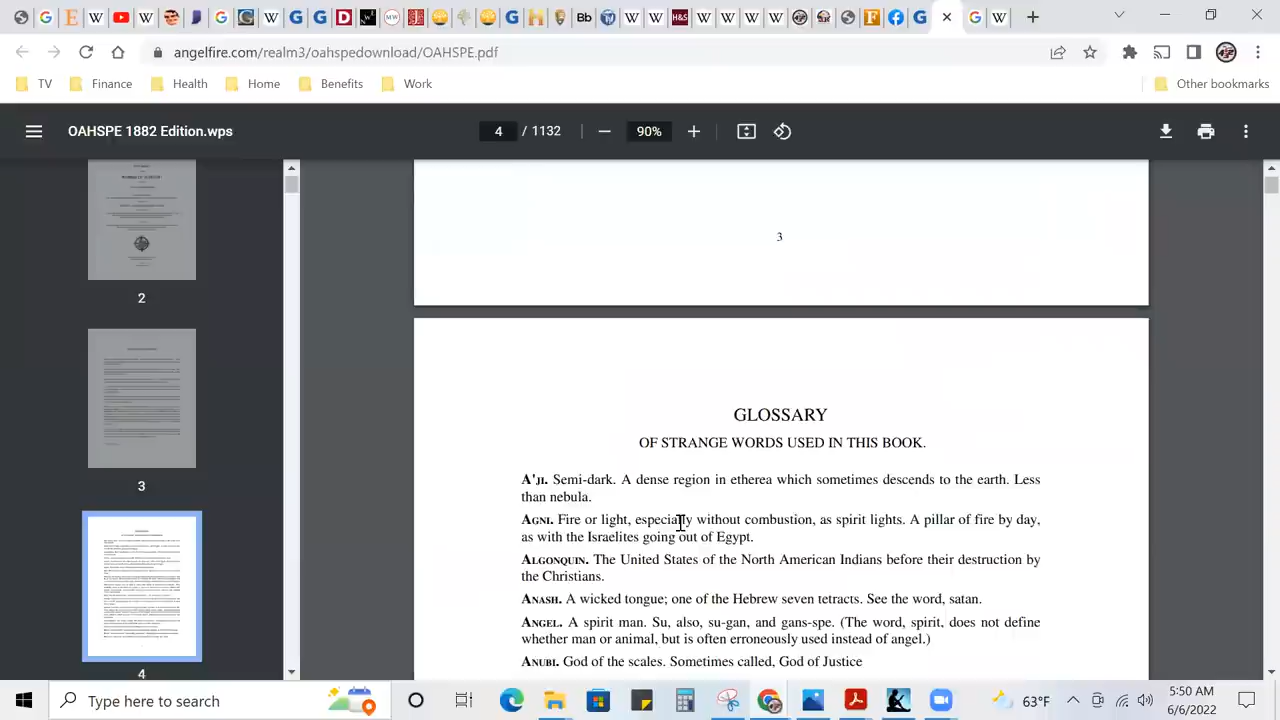 angelfire.com/realm3/oahspedownload/OAHSPE.pdf
TV Finance Health Home Benefits Work Other bookmarks
OAHSPE 1882 Edition.wps 4 / 1132 90%
2
3
4
3
GLOSSARY
OF STRANGE WORDS USED IN THIS BOOK.
A'JI. Semi-dark. A dense region in etherea which sometimes descends to the earth. Less
than nebula.
AGNI. Fire or light, especially without combustion, as spirit lights. A pillar of fire by day,
as with the Israelites going out of Egypt.
ALGONQUIN. The United States of the North American Indians before their destruction by
the Christians.
A wicked tongue; one of the Hebrew seven retracts. See the word, satan.
ANGEL. A spirit man. Su, also, su-gan, and ganse. (The word, spirit, does not define
whether man or animal, but is often erroneously used instead of angel.)
ANUBI. God of the scales. Sometimes called, God of Justice
Type here to search 63°F 5:50 AM
6/6/2022